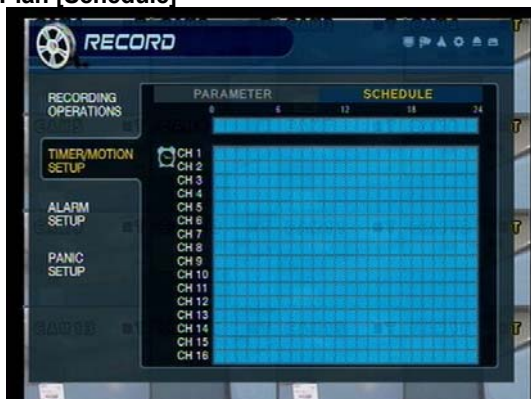 Plan [Schedule]
RECORD
PARAMETER
SCHEDULE
0 6 12 18 24
RECORDING
OPERATIONS
TIMER/MOTION
SETUP
ALARM
SETUP
PANIC
SETUP
CH 1
CH 2
CH 3
CH 4
CH 5
CH 6
CH 7
CH 8
CH 9
CH 10
CH 11
CH 12
CH 13
CH 14
CH 15
CH 16